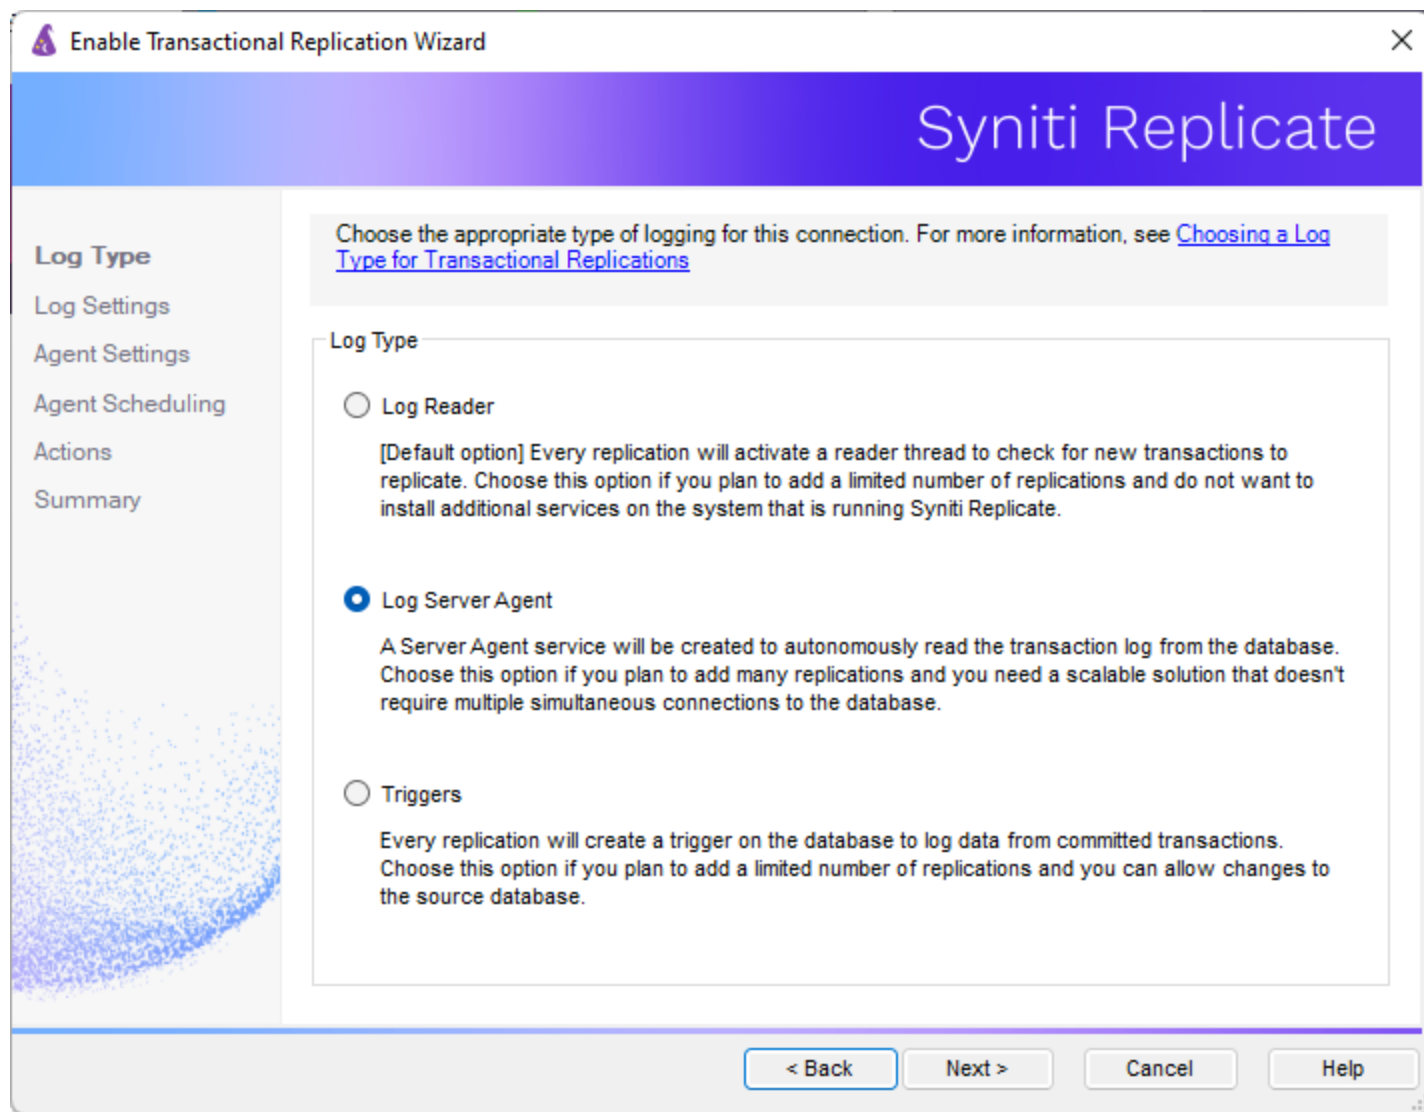 Enable Transactional Replication Wizard
Syniti Replicate
Log Type
Log Settings
Agent Settings
Agent Scheduling
Actions
Summary
Choose the appropriate type of logging for this connection. For more information, see Choosing a Log
Type for Transactional Replications
Log Type
Log Reader
[Default option] Every replication will activate a reader thread to check for new transactions to
replicate. Choose this option if you plan to add a limited number of replications and do not want to
install additional services on the system that is running Syniti Replicate.
Log Server Agent
A Server Agent service will be created to autonomously read the transaction log from the database.
Choose this option if you plan to add many replications and you need a scalable solution that doesn't
require multiple simultaneous connections to the database.
Triggers
Every replication will create a trigger on the database to log data from committed transactions.
Choose this option if you plan to add a limited number of replications and you can allow changes to
the source database.
< Back Next > Cancel Help